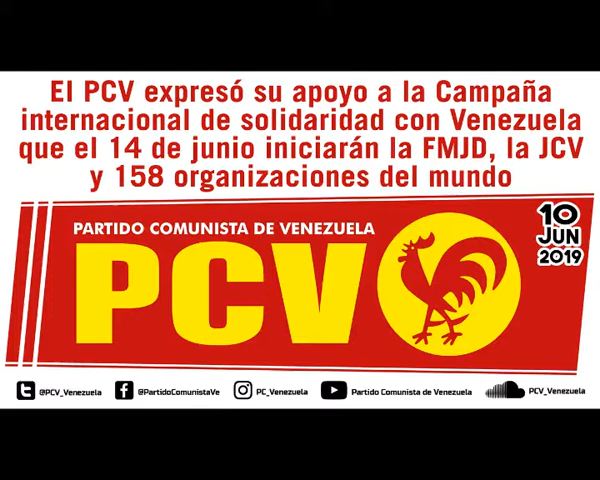 El PCV expresó su apoyo a la Campaña
internacional de solidaridad con Venezuela
que el 14 de junio iniciarán la FMJD, la JCV
y 158 organizaciones del mundo
PARTIDO COMUNISTA DE VENEZUELA
PCV
10
JUN
2019
@PCV_Venezuela
@PartidoComunistaVe
PC_Venezuela
Partido Comunista de Venezuela
PCV_Venezuela